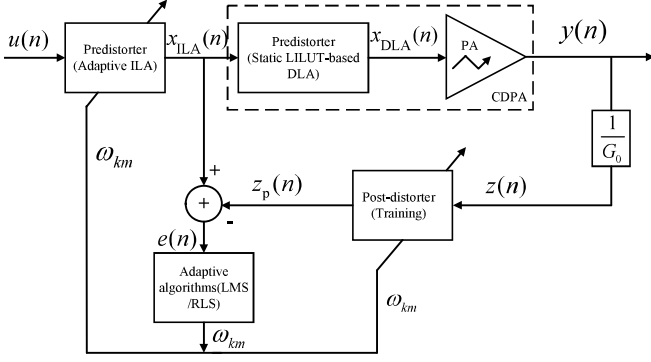 u(n)
Predistorter
(Adaptive ILA)
x_ILA(n)
Predistorter
(Static LILUT-based
DLA)
x_DLA(n)
PA
CDPA
y(n)
1
G_0
ω_km
+
+
-
z_p(n)
Post-distorter
(Training)
z(n)
e(n)
Adaptive
algorithms(LMS
/RLS)
ω_km
ω_km